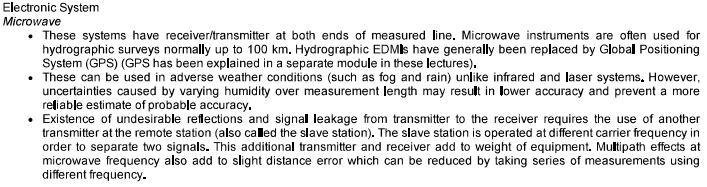 Electronic System
Microwave
• These systems have receiver/transmitter at both ends of measured line. Microwave instruments are often used for
hydrographic surveys normally up to 100 km. Hydrographic EDMIs have generally been replaced by Global Positioning
System (GPS) (GPS has been explained in a separate module in these lectures).
• These can be used in adverse weather conditions (such as fog and rain) unlike infrared and laser systems. However,
uncertainties caused by varying humidity over measurement length may result in lower accuracy and prevent a more
reliable estimate of probable accuracy.
• Existence of undesirable reflections and signal leakage from transmitter to the receiver requires the use of another
transmitter at the remote station (also called the slave station). The slave station is operated at different carrier frequency in
order to separate two signals. This additional transmitter and receiver add to weight of equipment. Multipath effects at
microwave frequency also add to slight distance error which can be reduced by taking series of measurements using
different frequency.